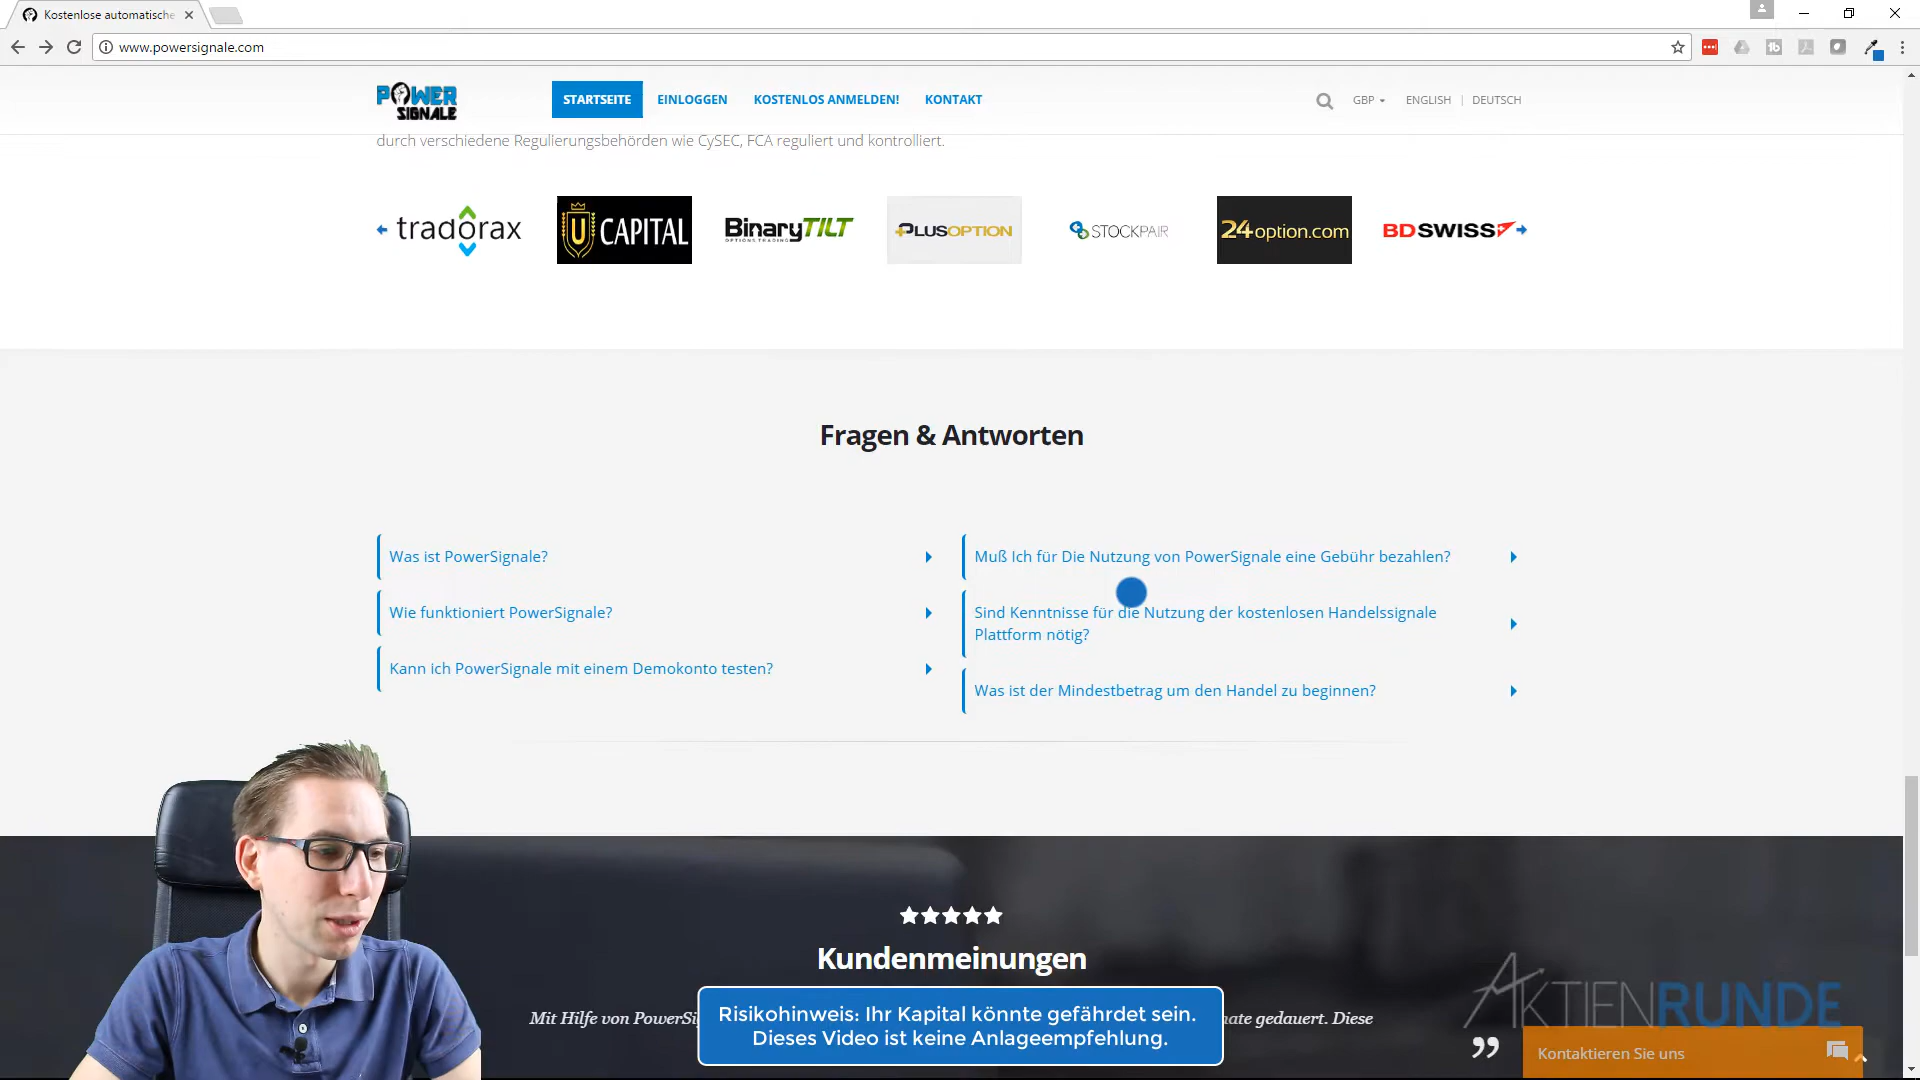 Kostenlose automatische
www.powersignale.com
POWER SIGNALE
STARTSEITE EINLOGGEN KOSTENLOS ANMELDEN! KONTAKT
GBP ENGLISH | DEUTSCH
durch verschiedene Regulierungsbehörden wie CySEC, FCA reguliert und kontrolliert.
tradorax
U CAPITAL
BinaryTILT
OPTIONS TRADING
PLUSOPTION
STOCKPAIR
24option.com
BDSWISS
Fragen & Antworten
Was ist PowerSignale?
Wie funktioniert PowerSignale?
Kann ich PowerSignale mit einem Demokonto testen?
Muß Ich für Die Nutzung von PowerSignale eine Gebühr bezahlen?
Sind Kenntnisse für die Nutzung der kostenlosen Handelssignale
Plattform nötig?
Was ist der Mindestbetrag um den Handel zu beginnen?
Kundenmeinungen
Mit Hilfe von gedauert. Diese
Risikohinweis: Ihr Kapital könnte gefährdet sein.
Dieses Video ist keine Anlageempfehlung.
AKTIENRUNDE
Kontaktieren Sie uns